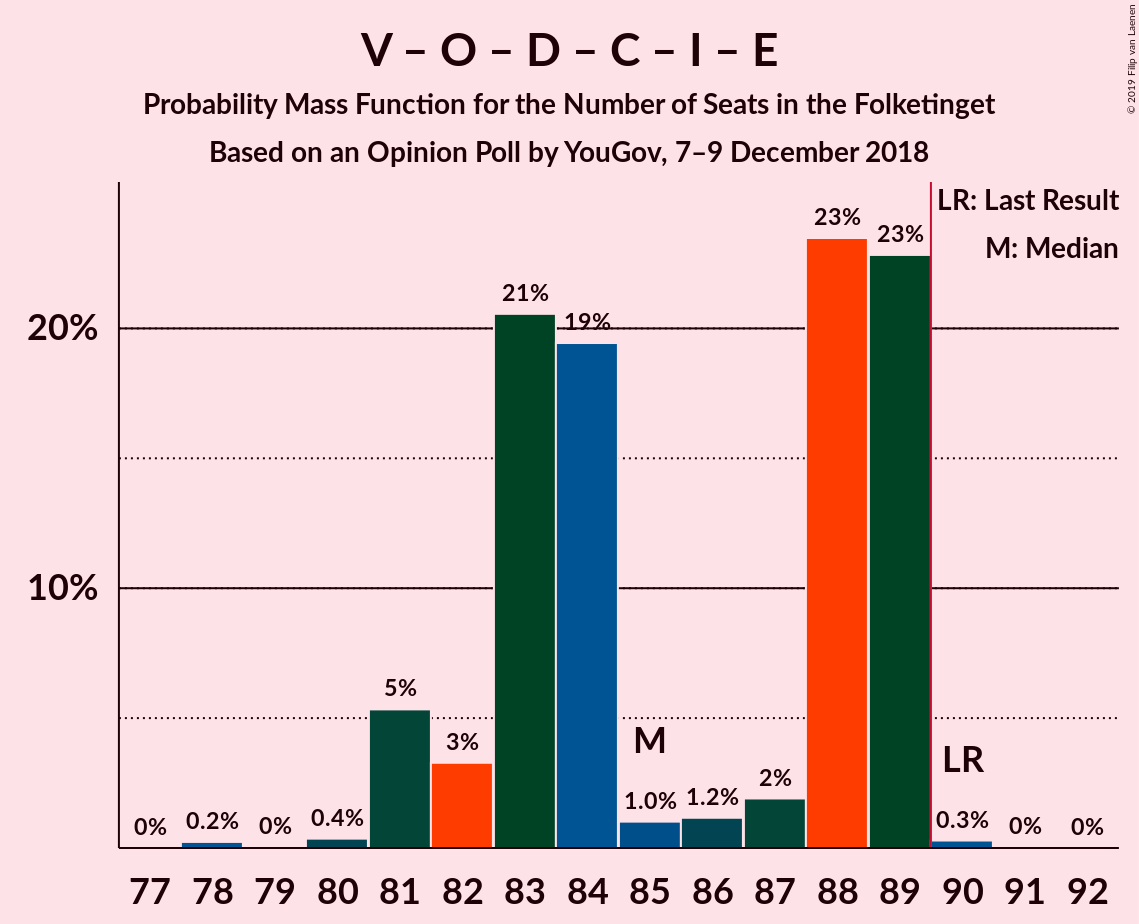 V – O – D – C – I – E
Probability Mass Function for the Number of Seats in the Folketinget
Based on an Opinion Poll by YouGov, 7–9 December 2018
© 2019 Filip van Laenen
LR: Last Result
M: Median
20%
10%
0%
0.2%
0%
0.4%
5%
3%
21%
19%
1.0%
1.2%
2%
23%
23%
0.3%
0%
0%
M
LR
77 78 79 80 81 82 83 84 85 86 87 88 89 90 91 92